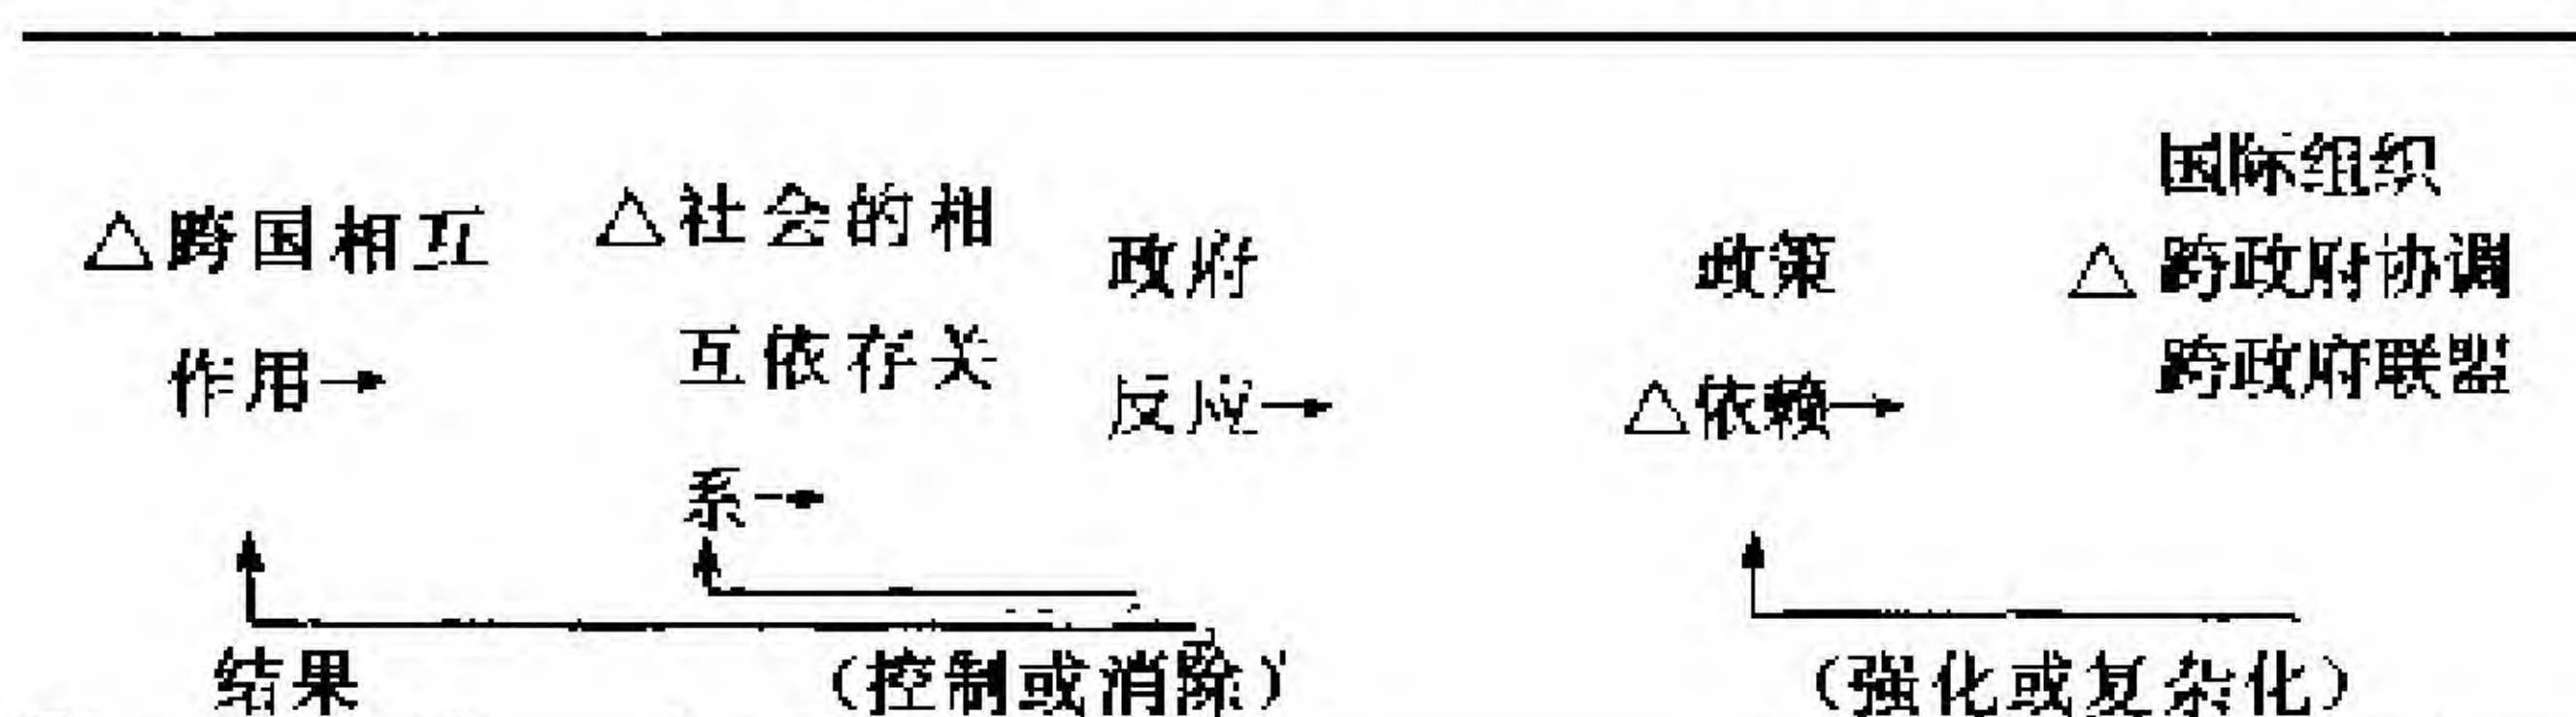 △跨国相互
作用→
△社会的相
互依存关
系→
政府
反应→
政策
△依赖→
国际组织
△ 跨政府协调
跨政府联盟
结果
（控制或消除）
（强化或复杂化）